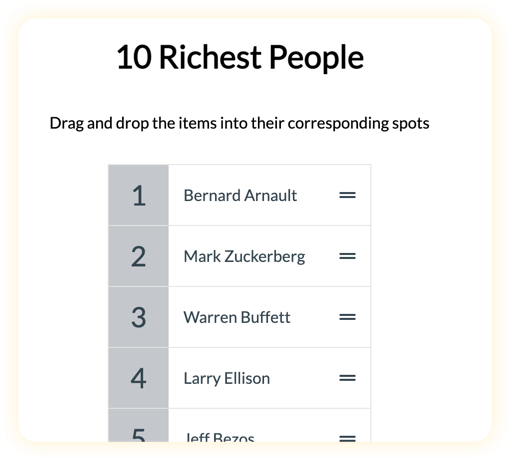 10 Richest People
Drag and drop the items into their corresponding spots
1 Bernard Arnault
2 Mark Zuckerberg
3 Warren Buffett
4 Larry Ellison
5 Jeff Bezos